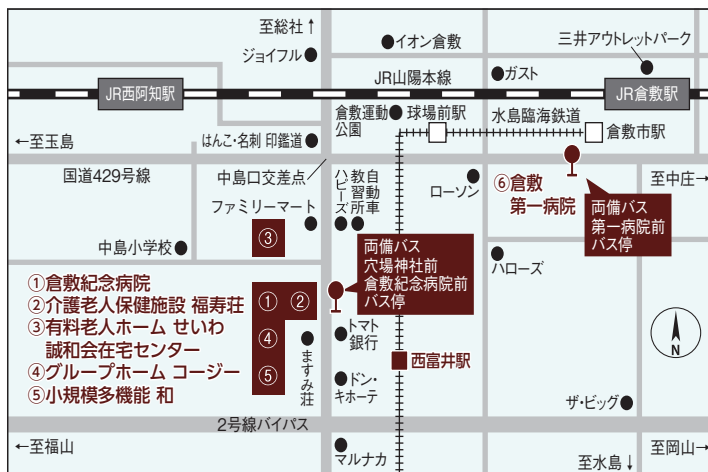 至総社↑
ジョイフル
イオン倉敷
三井アウトレットパーク
JR山陽本線
ガスト
JR西阿知駅
JR倉敷駅
倉敷運動
公園
球場前駅
水島臨海鉄道
倉敷市駅
←至玉島
はんこ・名刺 印鑑道
国道429号線
中島口交差点
ハピーズ
自動車
教習所
ローソン
⑥倉敷
第一病院
至中庄→
両備バス
第一病院前
バス停
ファミリーマート
③
中島小学校
両備バス
穴場神社前
倉敷紀念病院前
バス停
ハローズ
①倉敷紀念病院
②介護老人保健施設 福寿荘
③有料老人ホーム せいわ
誠和会在宅センター
④グループホーム コージー
⑤小規模多機能 和
①
②
④
⑤
ますみ荘
トマト
銀行
西富井駅
ドン・
キホーテ
N
ザ・ビッグ
2号線バイパス
←至福山
マルナカ
至水島↓
至岡山→